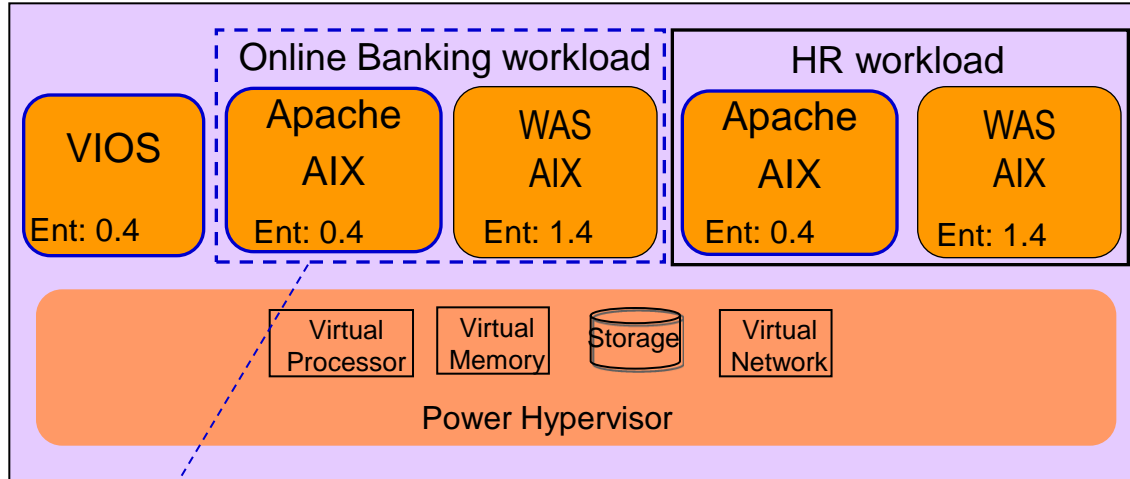 Online Banking workload
HR workload
VIOS
Ent: 0.4
Apache
AIX
Ent: 0.4
WAS
AIX
Ent: 1.4
Apache
AIX
Ent: 0.4
WAS
AIX
Ent: 1.4
Virtual
Processor
Virtual
Memory
Storage
Virtual
Network
Power Hypervisor